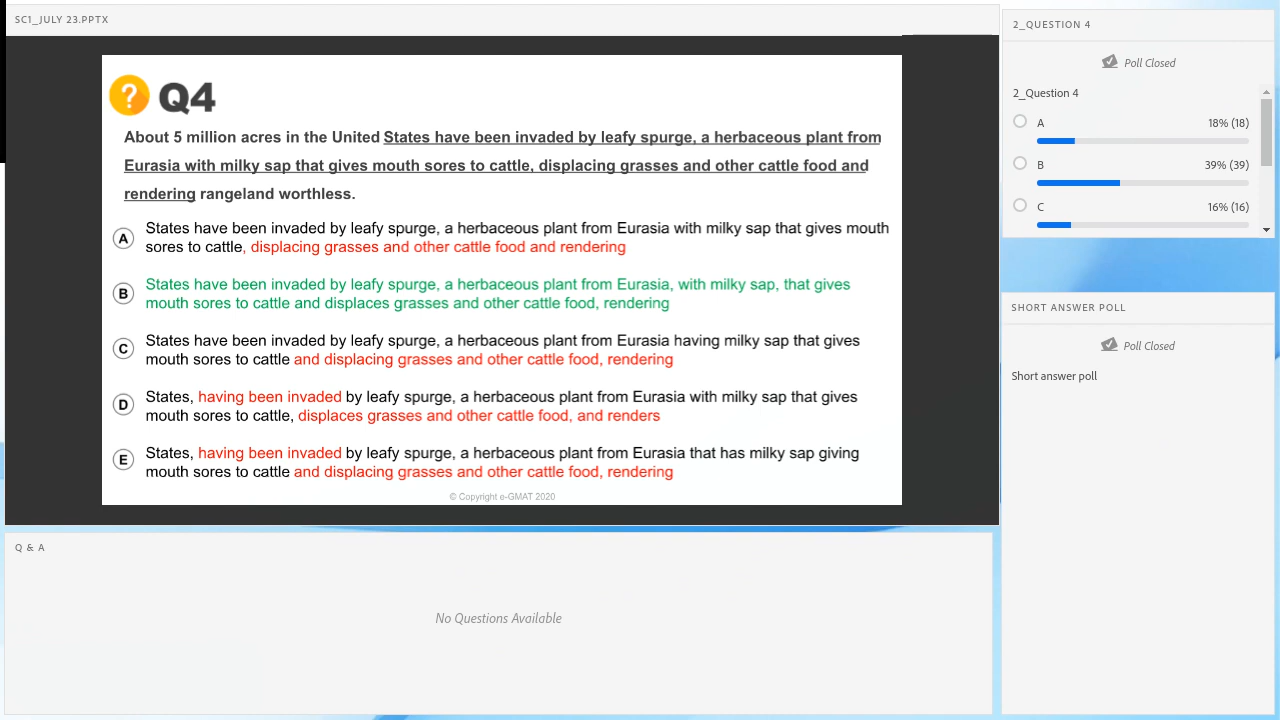 SC1_JULY 23.PPTX
? Q4
About 5 million acres in the United States have been invaded by leafy spurge, a herbaceous plant from
Eurasia with milky sap that gives mouth sores to cattle, displacing grasses and other cattle food and
rendering rangeland worthless.
A States have been invaded by leafy spurge, a herbaceous plant from Eurasia with milky sap that gives mouth
sores to cattle, displacing grasses and other cattle food and rendering
B States have been invaded by leafy spurge, a herbaceous plant from Eurasia, with milky sap, that gives
mouth sores to cattle and displaces grasses and other cattle food, rendering
C States have been invaded by leafy spurge, a herbaceous plant from Eurasia having milky sap that gives
mouth sores to cattle and displacing grasses and other cattle food, rendering
D States, having been invaded by leafy spurge, a herbaceous plant from Eurasia with milky sap that gives
mouth sores to cattle, displaces grasses and other cattle food, and renders
E States, having been invaded by leafy spurge, a herbaceous plant from Eurasia that has milky sap giving
mouth sores to cattle and displacing grasses and other cattle food, rendering
© Copyright e-GMAT 2020
Q & A
No Questions Available
2_QUESTION 4
Poll Closed
2_Question 4
A 18% (18)
B 39% (39)
C 16% (16)
SHORT ANSWER POLL
Poll Closed
Short answer poll